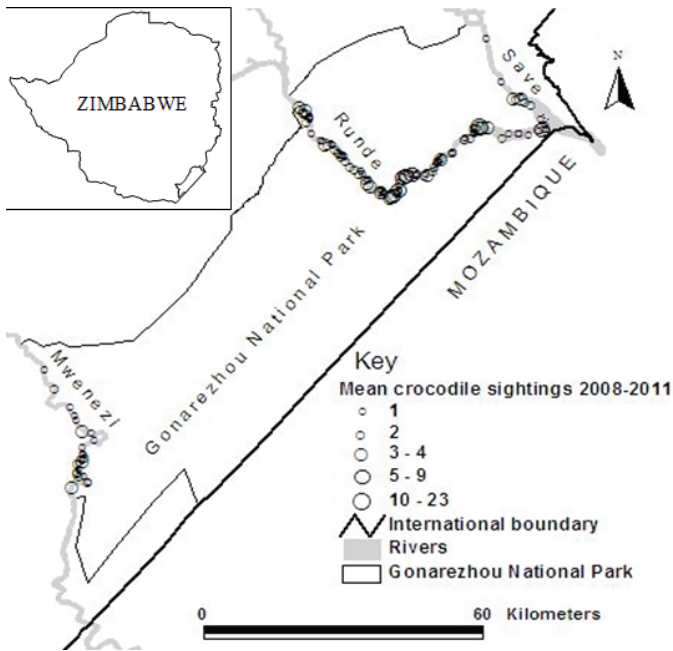 ZIMBABWE
N
Save
Runde
MOZAMBIQUE
Gonarezhou National Park
Mwenezi
Key
Mean crocodile sightings 2008-2011
1
2
3 - 4
5 - 9
10 - 23
International boundary
Rivers
Gonarezhou National Park
0 60 Kilometers